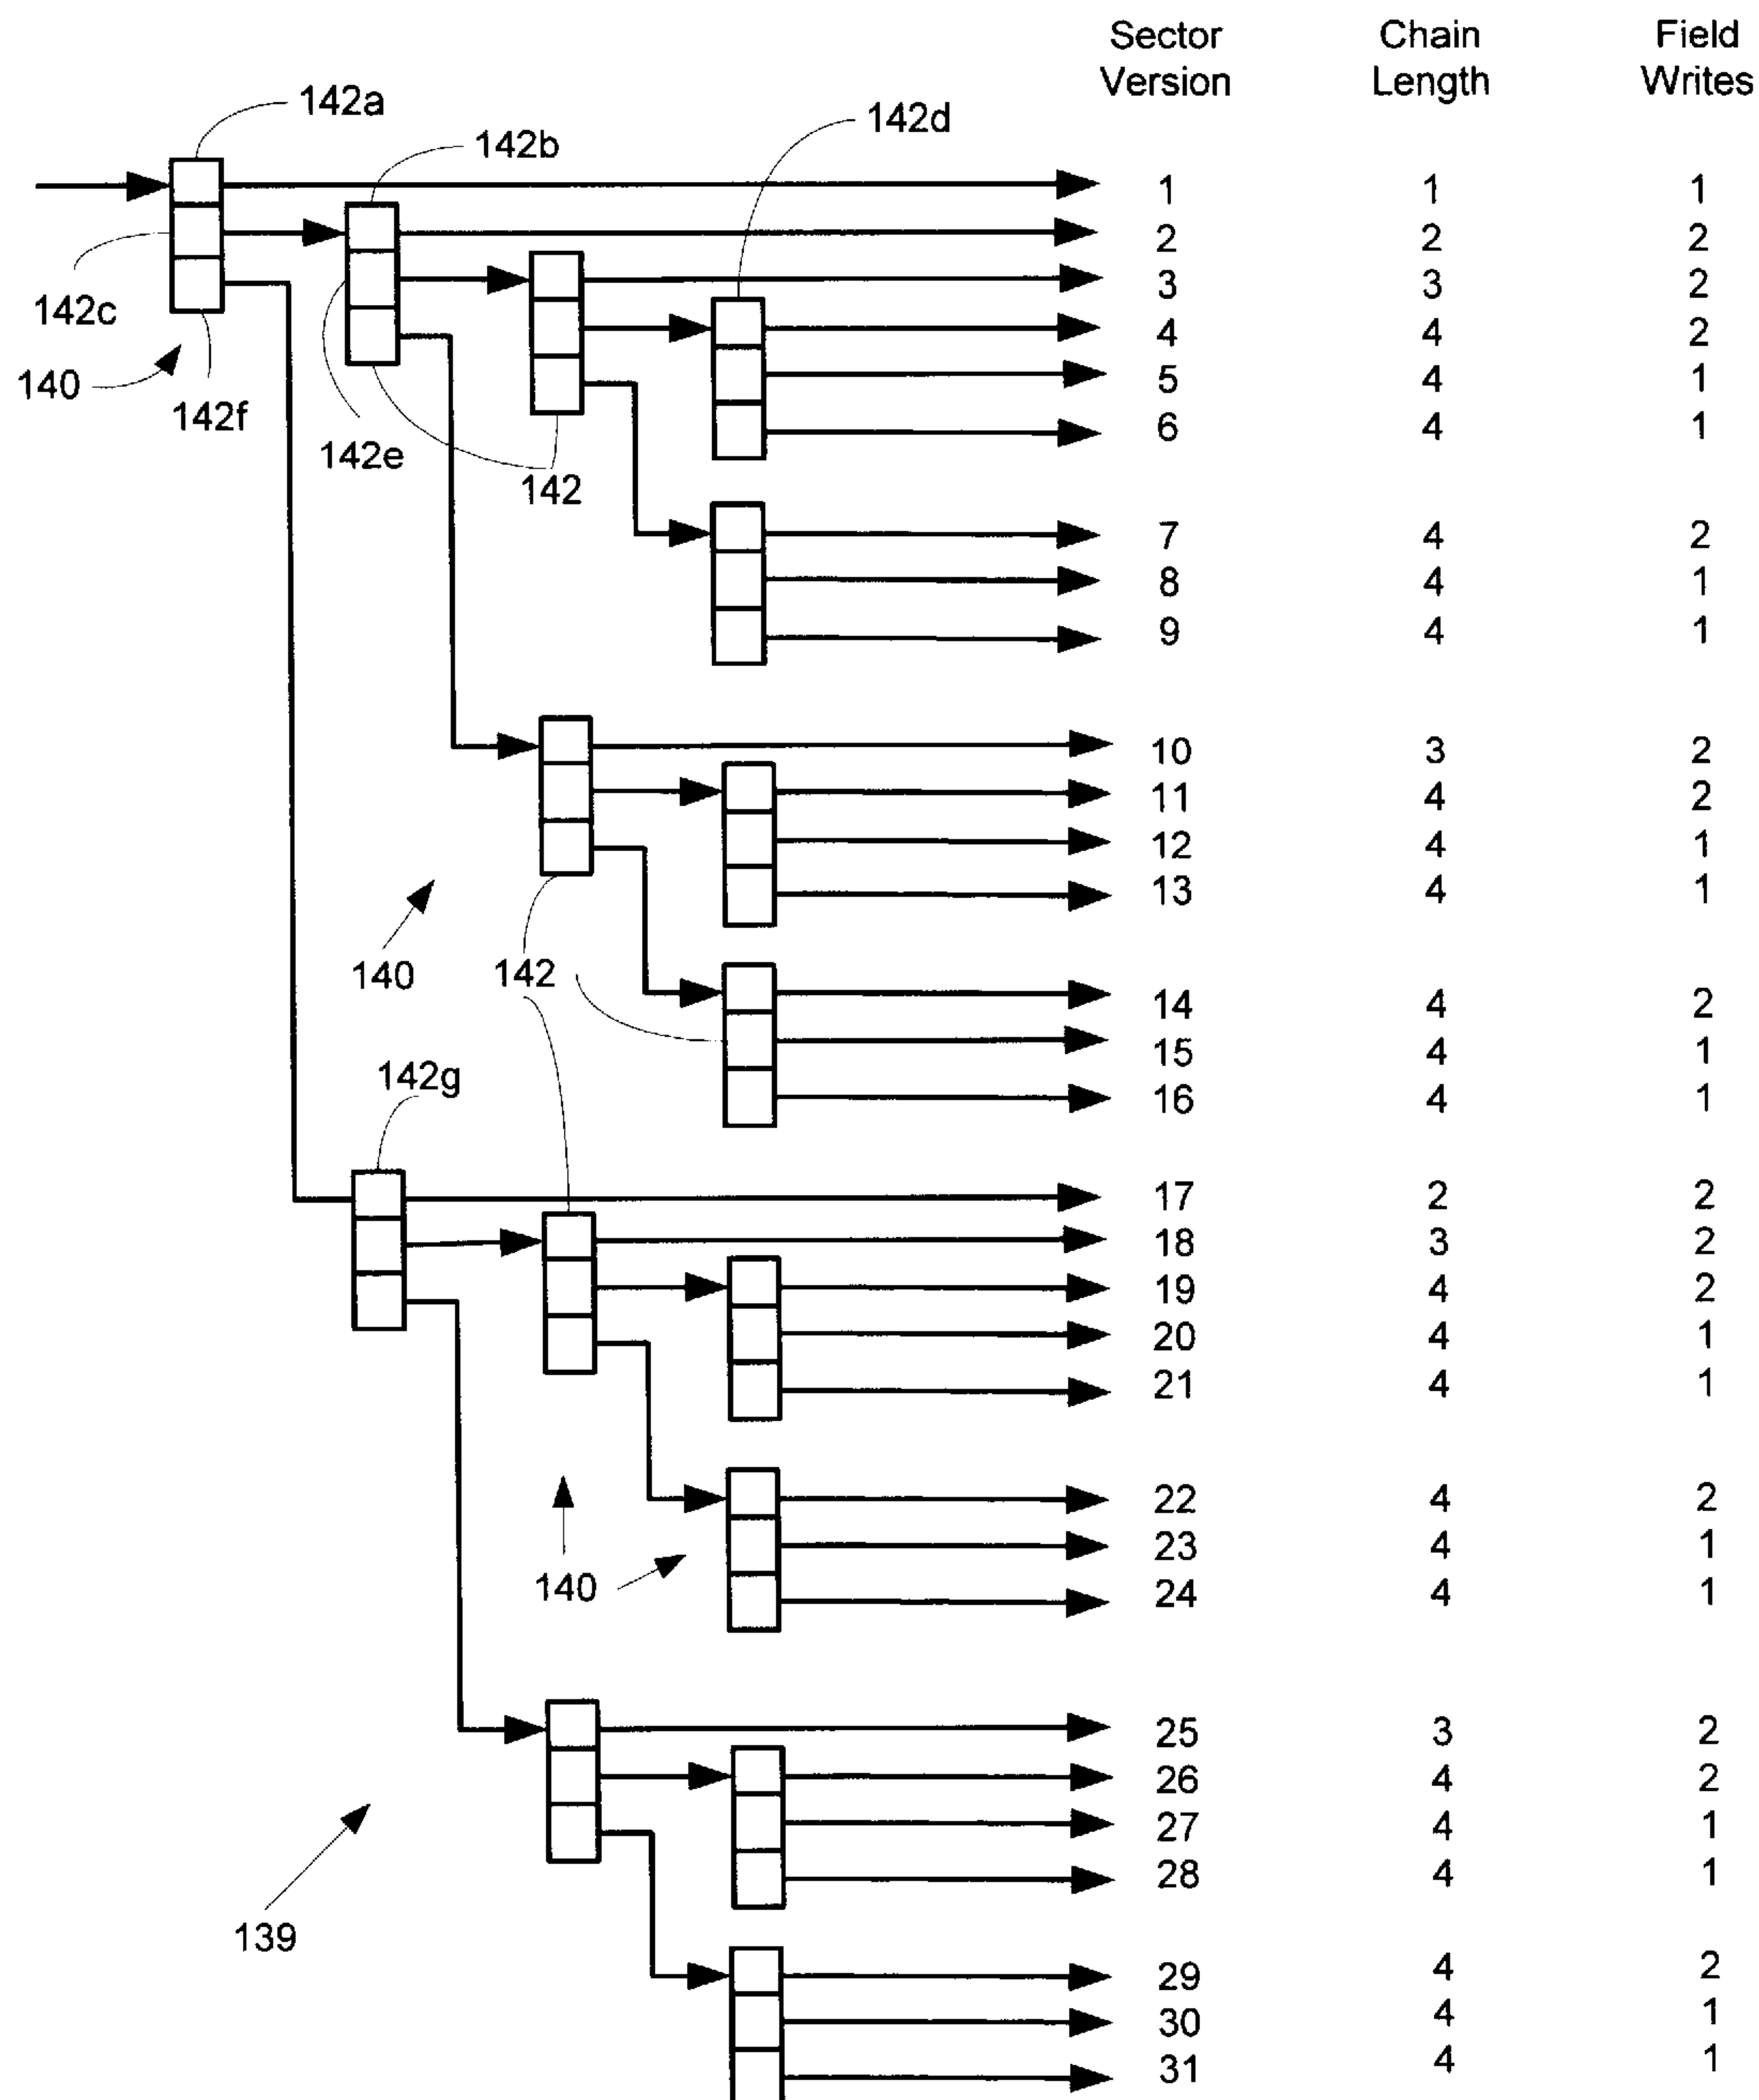 Sector Chain Field
Version Length Writes
142a
142b
142d
1 1 1
2 2 2
142c
3 3 2
4 4 2
140
5 4 1
142f
6 4 1
142e
142
7 4 2
8 4 1
9 4 1
10 3 2
11 4 2
12 4 1
13 4 1
140 142
14 4 2
15 4 1
142g
16 4 1
17 2 2
18 3 2
19 4 2
20 4 1
21 4 1
22 4 2
23 4 1
140
24 4 1
25 3 2
26 4 2
27 4 1
28 4 1
139
29 4 2
30 4 1
31 4 1